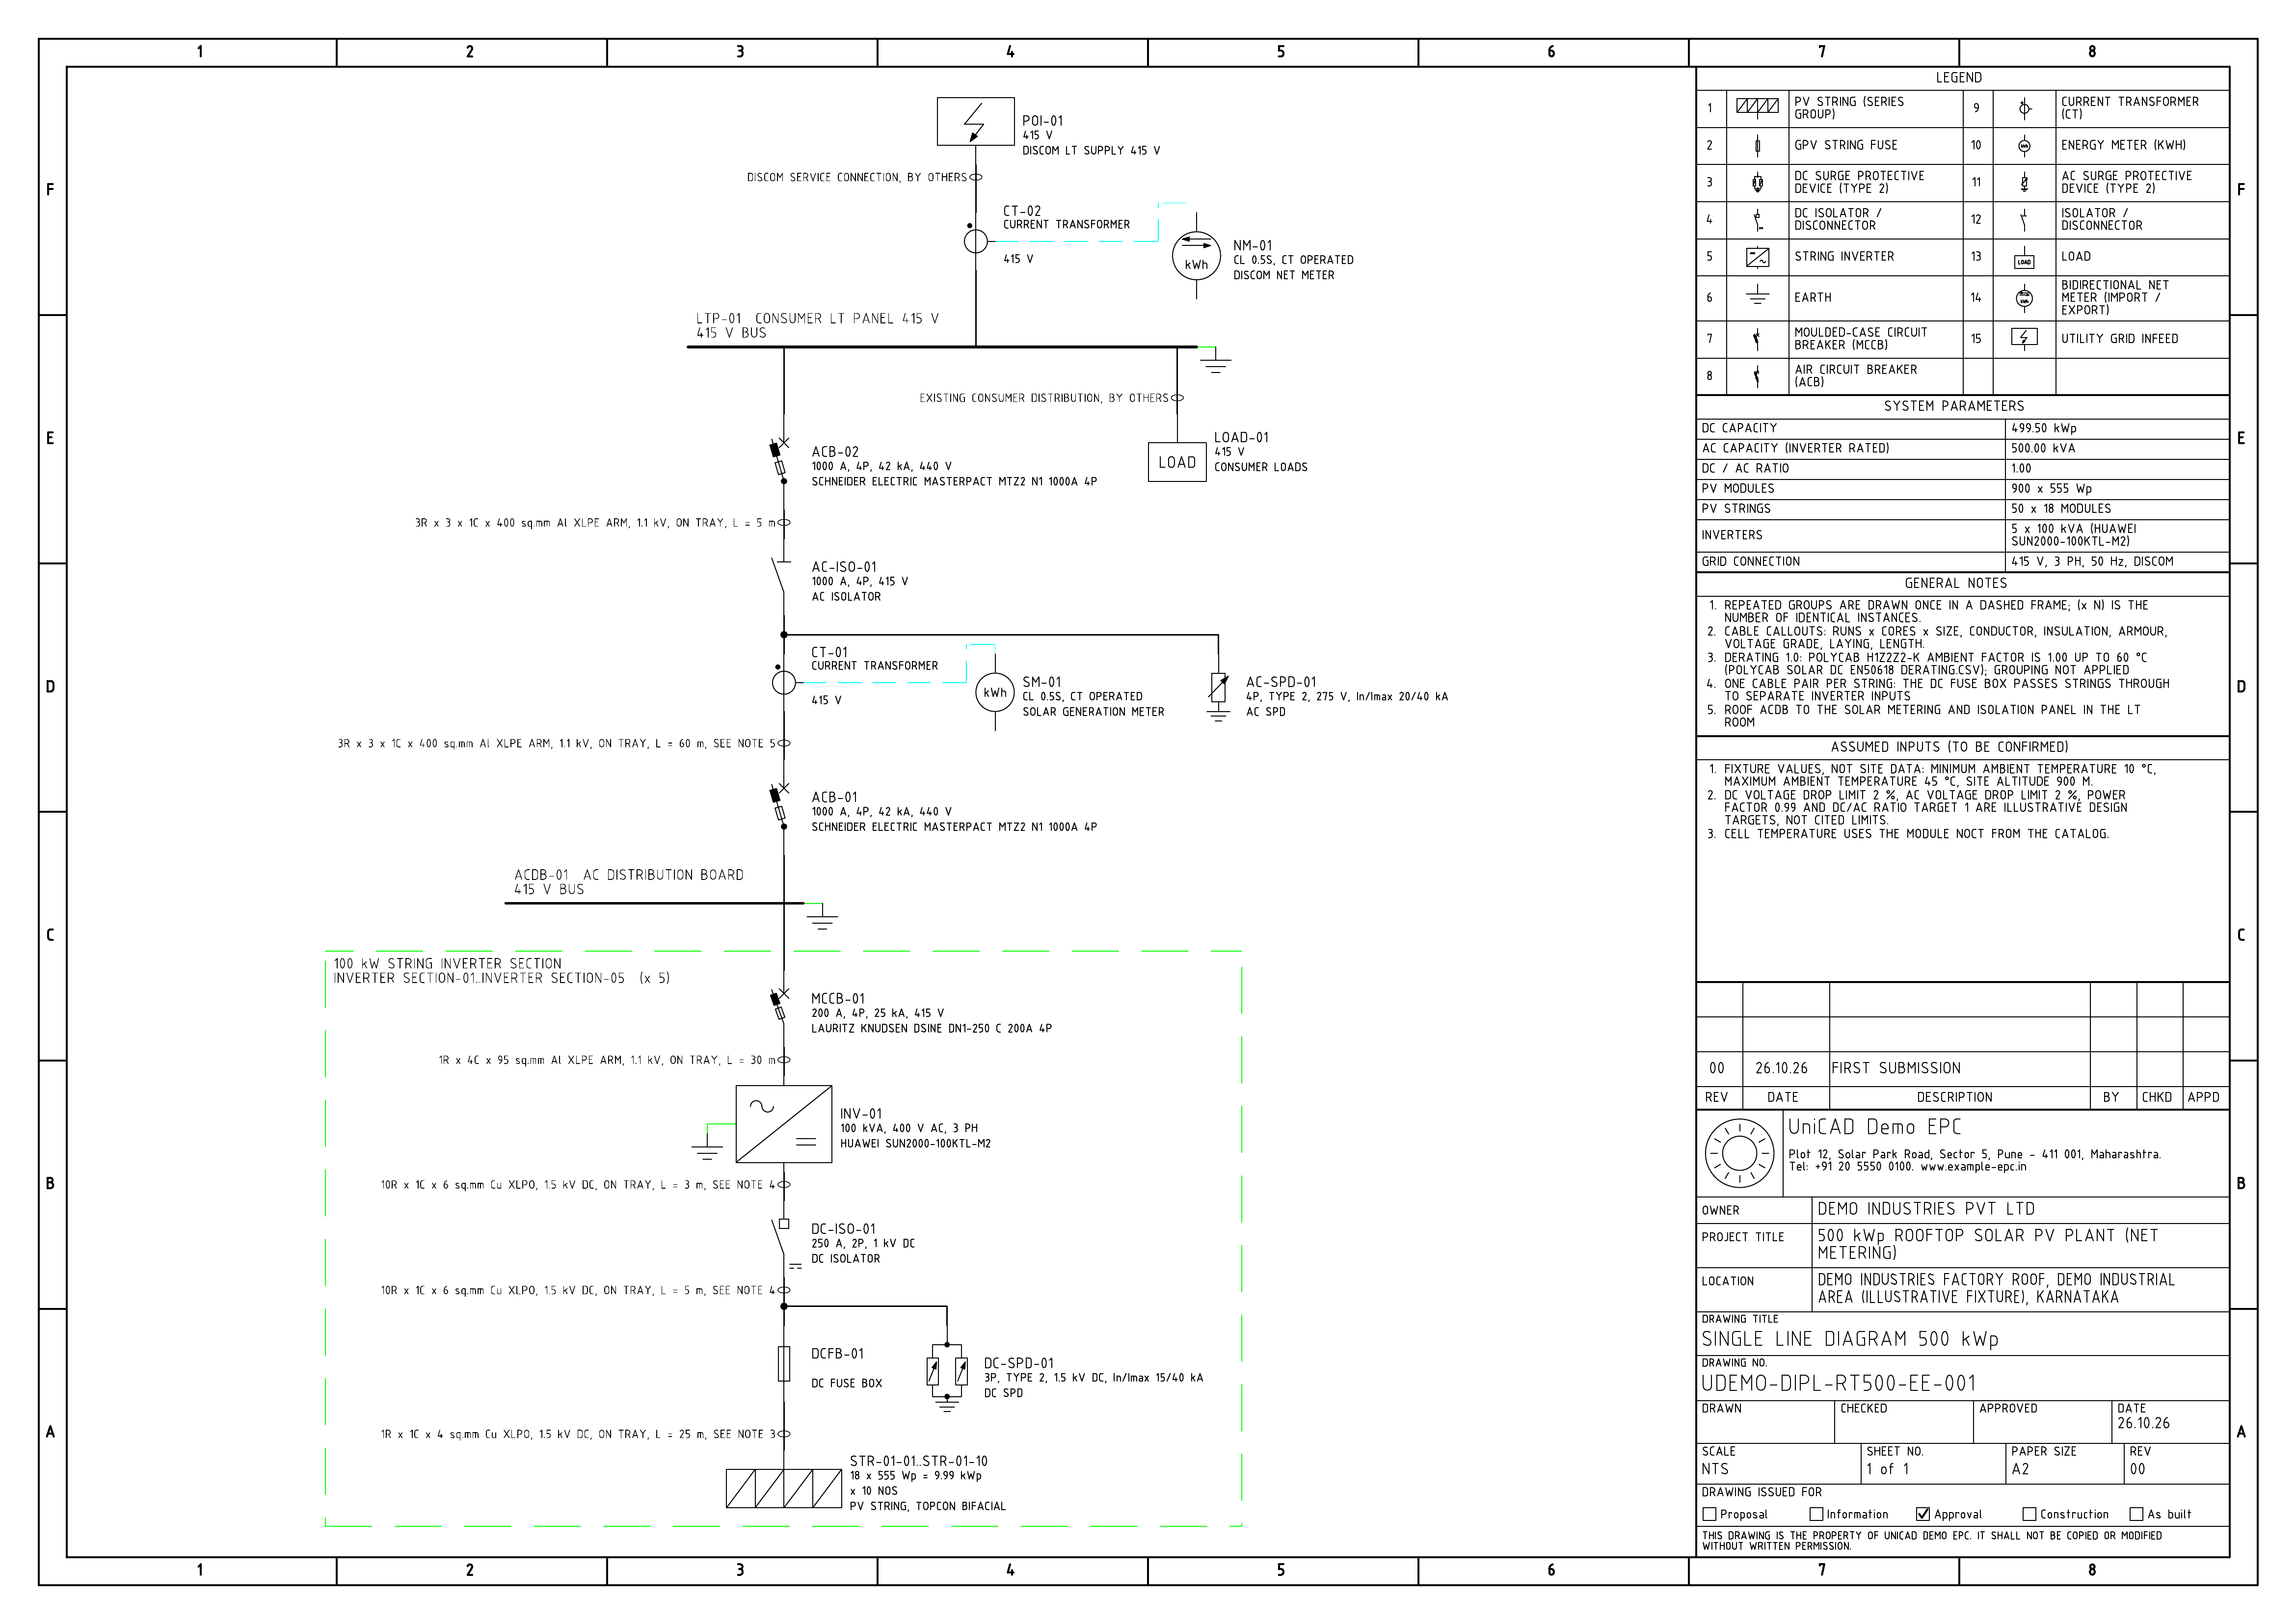 1 2 3 4 5 6 7 8
F
E
D
C
B
A
POI-01
415 V
DISCOM LT SUPPLY 415 V
DISCOM SERVICE CONNECTION, BY OTHERS
CT-02
CURRENT TRANSFORMER
415 V
kWh
NM-01
CL 0.5S, CT OPERATED
DISCOM NET METER
LTP-01 CONSUMER LT PANEL 415 V
415 V BUS
EXISTING CONSUMER DISTRIBUTION, BY OTHERS
LOAD
LOAD-01
415 V
CONSUMER LOADS
ACB-02
1000 A, 4P, 42 kA, 440 V
SCHNEIDER ELECTRIC MASTERPACT MTZ2 N1 1000A 4P
3R x 3 x 1C x 400 sq.mm Al XLPE ARM, 1.1 kV, ON TRAY, L = 5 m
AC-ISO-01
1000 A, 4P, 415 V
AC ISOLATOR
CT-01
CURRENT TRANSFORMER
415 V
kWh
SM-01
CL 0.5S, CT OPERATED
SOLAR GENERATION METER
AC-SPD-01
4P, TYPE 2, 275 V, In/Imax 20/40 kA
AC SPD
3R x 3 x 1C x 400 sq.mm Al XLPE ARM, 1.1 kV, ON TRAY, L = 60 m, SEE NOTE 5
ACB-01
1000 A, 4P, 42 kA, 440 V
SCHNEIDER ELECTRIC MASTERPACT MTZ2 N1 1000A 4P
ACDB-01 AC DISTRIBUTION BOARD
415 V BUS
100 kW STRING INVERTER SECTION
INVERTER SECTION-01..INVERTER SECTION-05 (x 5)
MCCB-01
200 A, 4P, 25 kA, 415 V
LAURITZ KNUDSEN DSINE DN1-250 C 200A 4P
1R x 4C x 95 sq.mm Al XLPE ARM, 1.1 kV, ON TRAY, L = 30 m
INV-01
100 kVA, 400 V AC, 3 PH
HUAWEI SUN2000-100KTL-M2
10R x 1C x 6 sq.mm Cu XLPO, 1.5 kV DC, ON TRAY, L = 3 m, SEE NOTE 4
DC-ISO-01
250 A, 2P, 1 kV DC
DC ISOLATOR
10R x 1C x 6 sq.mm Cu XLPO, 1.5 kV DC, ON TRAY, L = 5 m, SEE NOTE 4
DCFB-01
DC FUSE BOX
DC-SPD-01
3P, TYPE 2, 1.5 kV DC, In/Imax 15/40 kA
DC SPD
1R x 1C x 4 sq.mm Cu XLPO, 1.5 kV DC, ON TRAY, L = 25 m, SEE NOTE 3
STR-01-01..STR-01-10
18 x 555 Wp = 9.99 kWp
x 10 NOS
PV STRING, TOPCON BIFACIAL
LEGEND
1 PV STRING (SERIES
GROUP)
9 CURRENT TRANSFORMER
(CT)
2 GPV STRING FUSE
10 kWh ENERGY METER (KWH)
3 DC SURGE PROTECTIVE
DEVICE (TYPE 2)
11 AC SURGE PROTECTIVE
DEVICE (TYPE 2)
4 DC ISOLATOR /
DISCONNECTOR
12 ISOLATOR /
DISCONNECTOR
5 STRING INVERTER
13 LOAD LOAD
6 EARTH
14 kWh BIDIRECTIONAL NET
METER (IMPORT /
EXPORT)
7 MOULDED-CASE CIRCUIT
BREAKER (MCCB)
15 UTILITY GRID INFEED
8 AIR CIRCUIT BREAKER
(ACB)
SYSTEM PARAMETERS
DC CAPACITY 499.50 kWp
AC CAPACITY (INVERTER RATED) 500.00 kVA
DC / AC RATIO 1.00
PV MODULES 900 x 555 Wp
PV STRINGS 50 x 18 MODULES
INVERTERS 5 x 100 kVA (HUAWEI
SUN2000-100KTL-M2)
GRID CONNECTION 415 V, 3 PH, 50 Hz, DISCOM
GENERAL NOTES
1. REPEATED GROUPS ARE DRAWN ONCE IN A DASHED FRAME; (x N) IS THE
NUMBER OF IDENTICAL INSTANCES.
2. CABLE CALLOUTS: RUNS x CORES x SIZE, CONDUCTOR, INSULATION, ARMOUR,
VOLTAGE GRADE, LAYING, LENGTH.
3. DERATING 1.0: POLYCAB H1Z2Z2-K AMBIENT FACTOR IS 1.00 UP TO 60 °C
(POLYCAB SOLAR DC EN50618 DERATING.CSV); GROUPING NOT APPLIED
4. ONE CABLE PAIR PER STRING: THE DC FUSE BOX PASSES STRINGS THROUGH
TO SEPARATE INVERTER INPUTS
5. ROOF ACDB TO THE SOLAR METERING AND ISOLATION PANEL IN THE LT
ROOM
ASSUMED INPUTS (TO BE CONFIRMED)
1. FIXTURE VALUES, NOT SITE DATA: MINIMUM AMBIENT TEMPERATURE 10 °C,
MAXIMUM AMBIENT TEMPERATURE 45 °C, SITE ALTITUDE 900 M.
2. DC VOLTAGE DROP LIMIT 2 %, AC VOLTAGE DROP LIMIT 2 %, POWER
FACTOR 0.99 AND DC/AC RATIO TARGET 1 ARE ILLUSTRATIVE DESIGN
TARGETS, NOT CITED LIMITS.
3. CELL TEMPERATURE USES THE MODULE NOCT FROM THE CATALOG.
00 26.10.26 FIRST SUBMISSION
REV DATE DESCRIPTION BY CHKD APPD
UniCAD Demo EPC
Plot 12, Solar Park Road, Sector 5, Pune - 411 001, Maharashtra.
Tel: +91 20 5550 0100. www.example-epc.in
OWNER DEMO INDUSTRIES PVT LTD
PROJECT TITLE 500 kWp ROOFTOP SOLAR PV PLANT (NET
METERING)
LOCATION DEMO INDUSTRIES FACTORY ROOF, DEMO INDUSTRIAL
AREA (ILLUSTRATIVE FIXTURE), KARNATAKA
DRAWING TITLE
SINGLE LINE DIAGRAM 500 kWp
DRAWING NO.
UDEMO-DIPL-RT500-EE-001
DRAWN CHECKED APPROVED DATE
26.10.26
SCALE SHEET NO. PAPER SIZE REV
NTS 1 of 1 A2 00
DRAWING ISSUED FOR
Proposal Information Approval Construction As built
THIS DRAWING IS THE PROPERTY OF UNICAD DEMO EPC. IT SHALL NOT BE COPIED OR MODIFIED
WITHOUT WRITTEN PERMISSION.
F
E
D
C
B
A
1 2 3 4 5 6 7 8